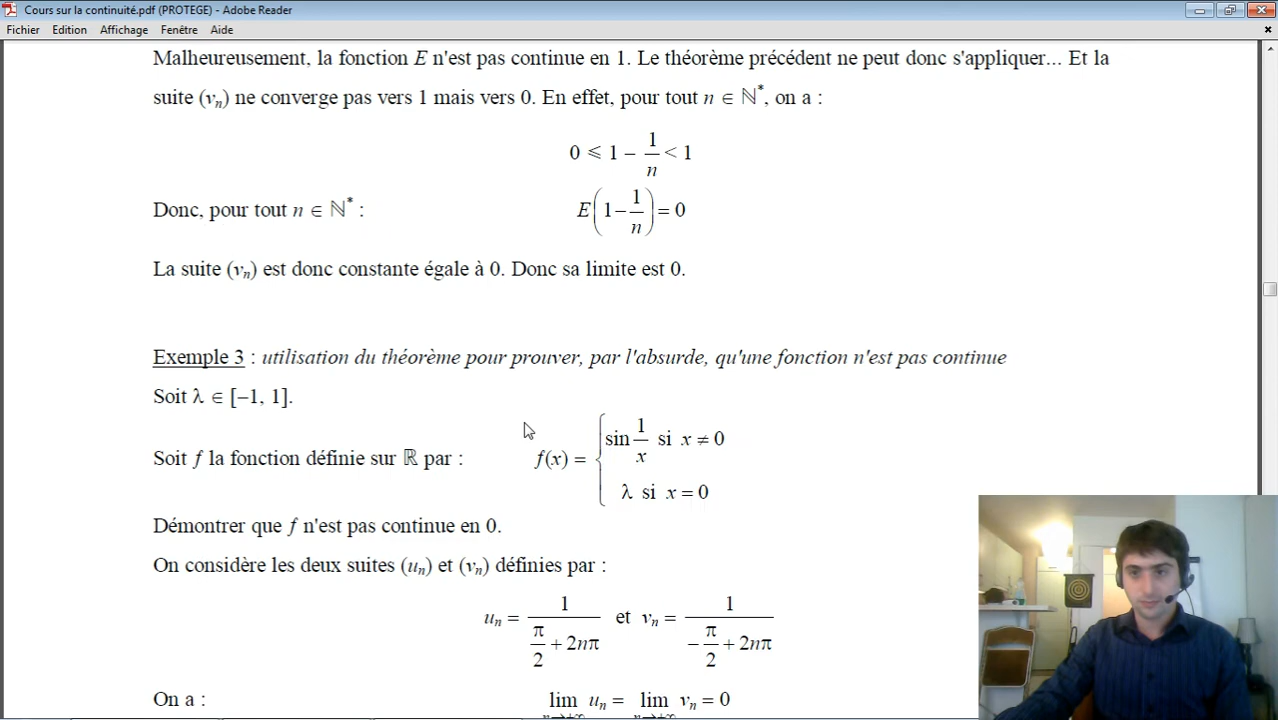 Cours sur la continuité.pdf (PROTEGE) - Adobe Reader
Fichier Edition Affichage Fenêtre Aide
Malheureusement, la fonction E n'est pas continue en 1. Le théorème précédent ne peut donc s'appliquer... Et la
suite (vₙ) ne converge pas vers 1 mais vers 0. En effet, pour tout n ∈ ℕ*, on a :
0 ⩽ 1 − 1/n < 1
Donc, pour tout n ∈ ℕ* : E(1−1/n) = 0
La suite (vₙ) est donc constante égale à 0. Donc sa limite est 0.
Exemple 3 : utilisation du théorème pour prouver, par l'absurde, qu'une fonction n'est pas continue
Soit λ ∈ [−1, 1].
Soit f la fonction définie sur ℝ par : f(x) = { sin 1/x si x ≠ 0
λ si x = 0
Démontrer que f n'est pas continue en 0.
On considère les deux suites (uₙ) et (vₙ) définies par :
uₙ = 1/(π/2 + 2nπ) et vₙ = 1/(−π/2 + 2nπ)
On a : lim n→+∞ uₙ = lim n→+∞ vₙ = 0